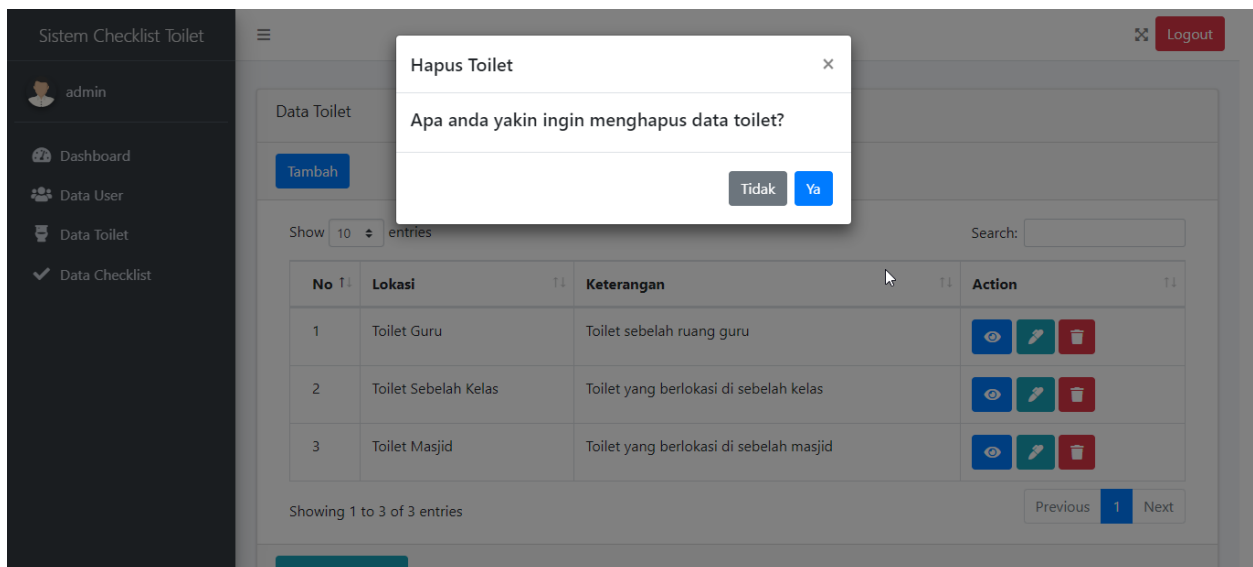 Sistem Checklist Toilet
Logout
admin
Dashboard
Data User
Data Toilet
Data Checklist
Hapus Toilet ×
Apa anda yakin ingin menghapus data toilet?
Tidak Ya
Data Toilet
Tambah
Show 10 entries Search:
No Lokasi Keterangan Action
1 Toilet Guru Toilet sebelah ruang guru
2 Toilet Sebelah Kelas Toilet yang berlokasi di sebelah kelas
3 Toilet Masjid Toilet yang berlokasi di sebelah masjid
Showing 1 to 3 of 3 entries Previous 1 Next